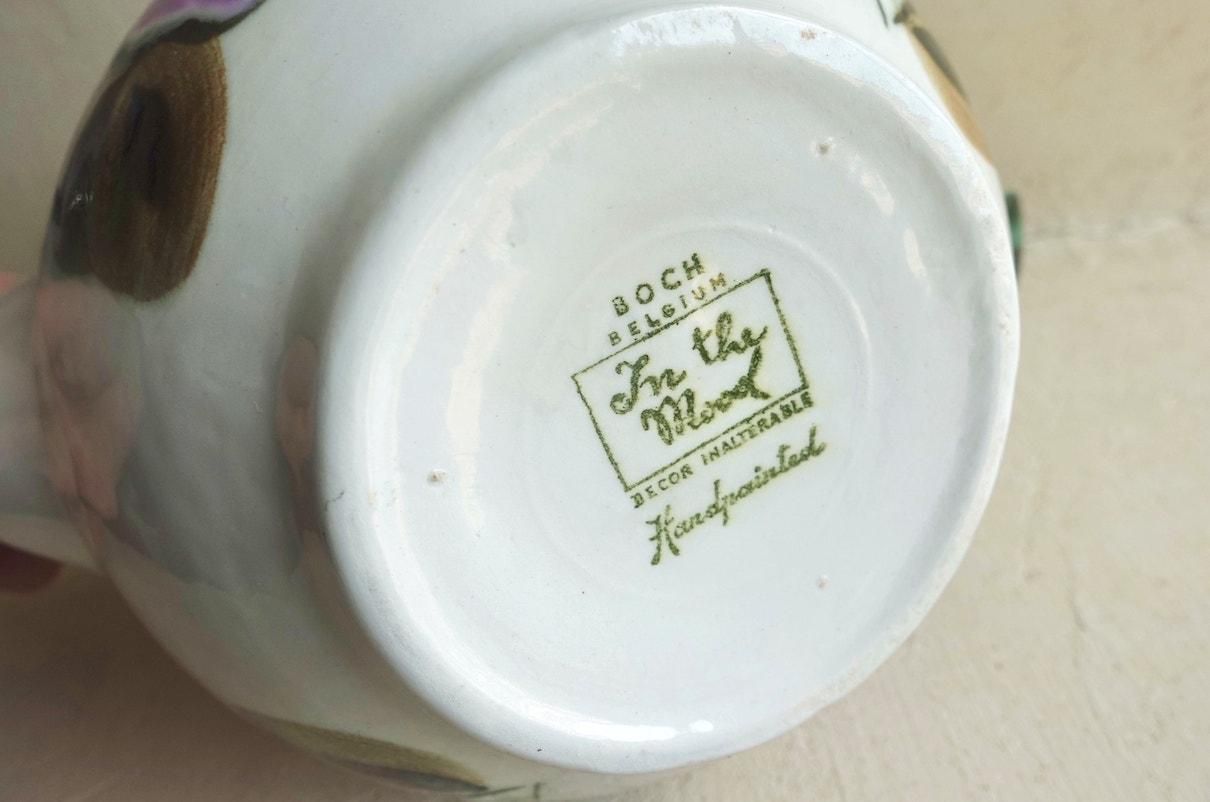 BOCH
BELGIUM
In the
Mood
DECOR INALTERABLE
Handpainted